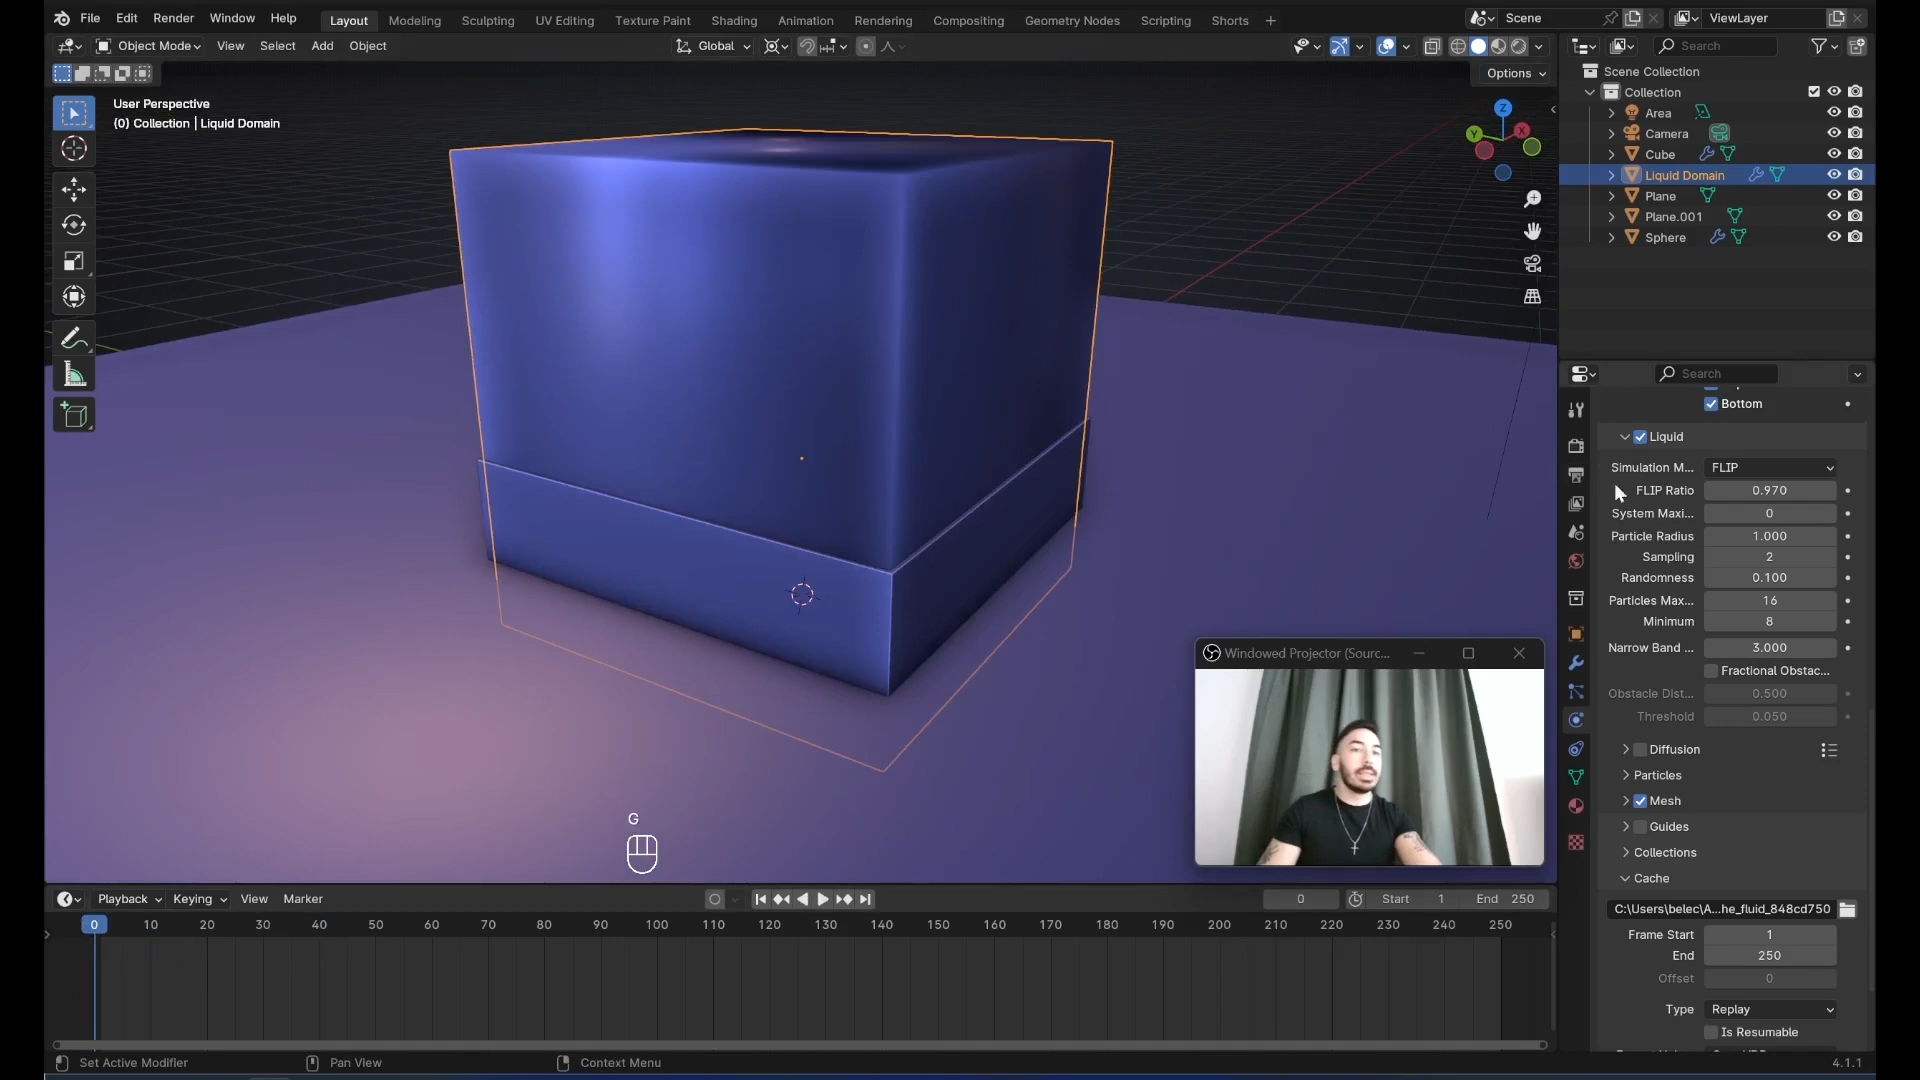 File Edit Render Window Help Layout Modeling Sculpting UV Editing Texture Paint Shading Animation Rendering Compositing Geometry Nodes Scripting Shorts + Scene ViewLayer
Object Mode View Select Add Object Global Search
Options
User Perspective
(0) Collection | Liquid Domain
Z
Y
X
Scene Collection
Collection
Area
Camera
Cube
Liquid Domain
Plane
Plane.001
Sphere
Search
Bottom
Liquid
Simulation M... FLIP
FLIP Ratio 0.970
System Maxi... 0
Particle Radius 1.000
Sampling 2
Randomness 0.100
Particles Max... 16
Minimum 8
Narrow Band ... 3.000
Fractional Obstac...
Obstacle Dist... 0.500
Threshold 0.050
Diffusion
Particles
Mesh
Guides
Collections
Cache
C:\Users\belec\A...he_fluid_848cd750
Frame Start 1
End 250
Offset 0
Type Replay
Is Resumable
Windowed Projector (Sourc...
G
Playback Keying View Marker 0 Start 1 End 250
0 10 20 30 40 50 60 70 80 90 100 110 120 130 140 150 160 170 180 190 200 210 220 230 240 250
Set Active Modifier Pan View Context Menu 4.1.1